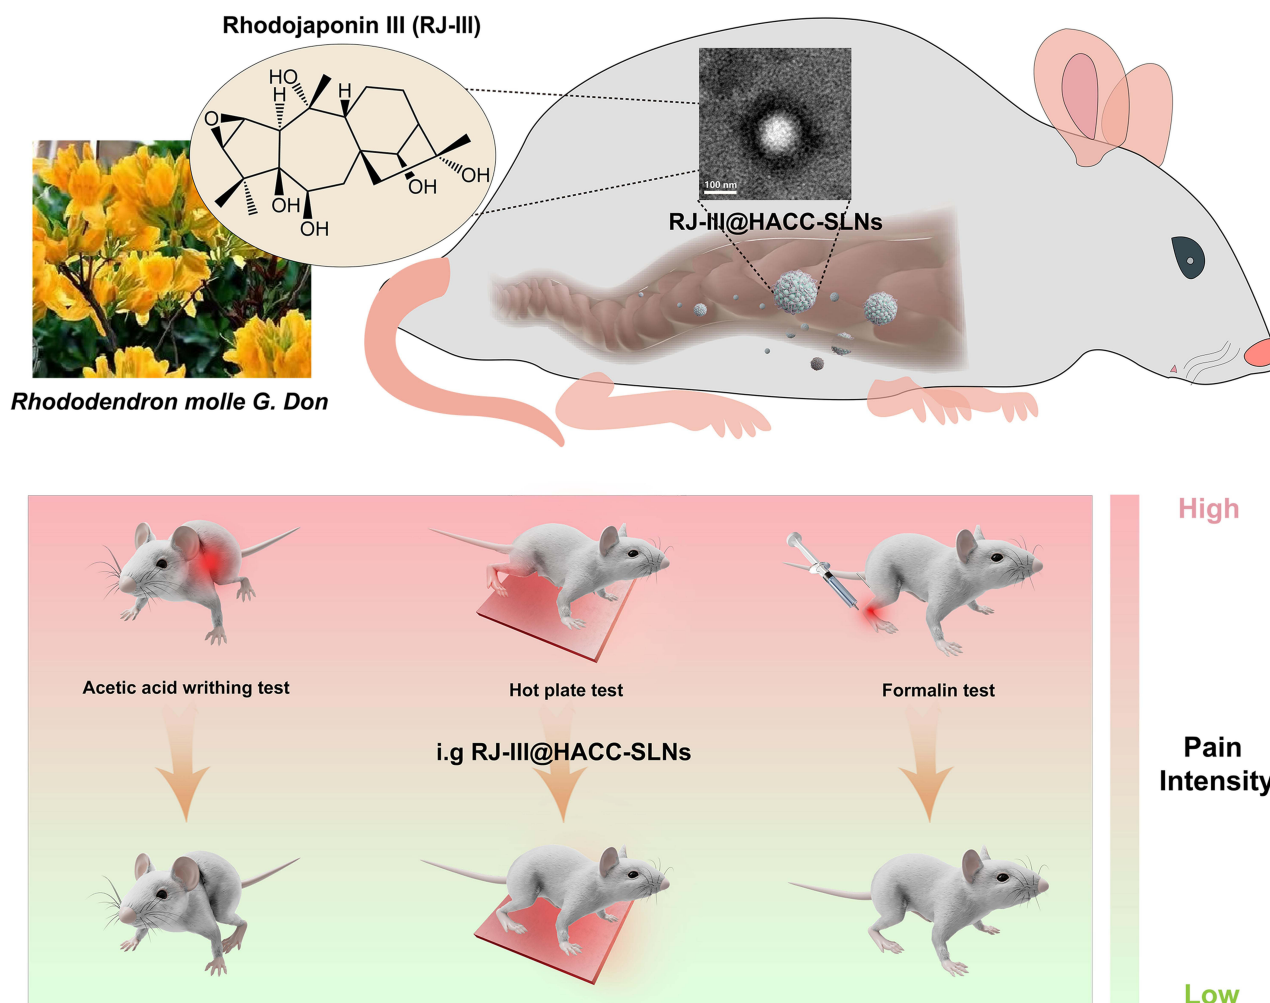 Rhodojaponin III (RJ-III)
HO
H
H
O
OH
OH
OH
OH
100 nm
RJ-III@HACC-SLNs
Rhododendron molle G. Don
High
Acetic acid writhing test
Hot plate test
Formalin test
i.g RJ-III@HACC-SLNs
Pain
Intensity
Low